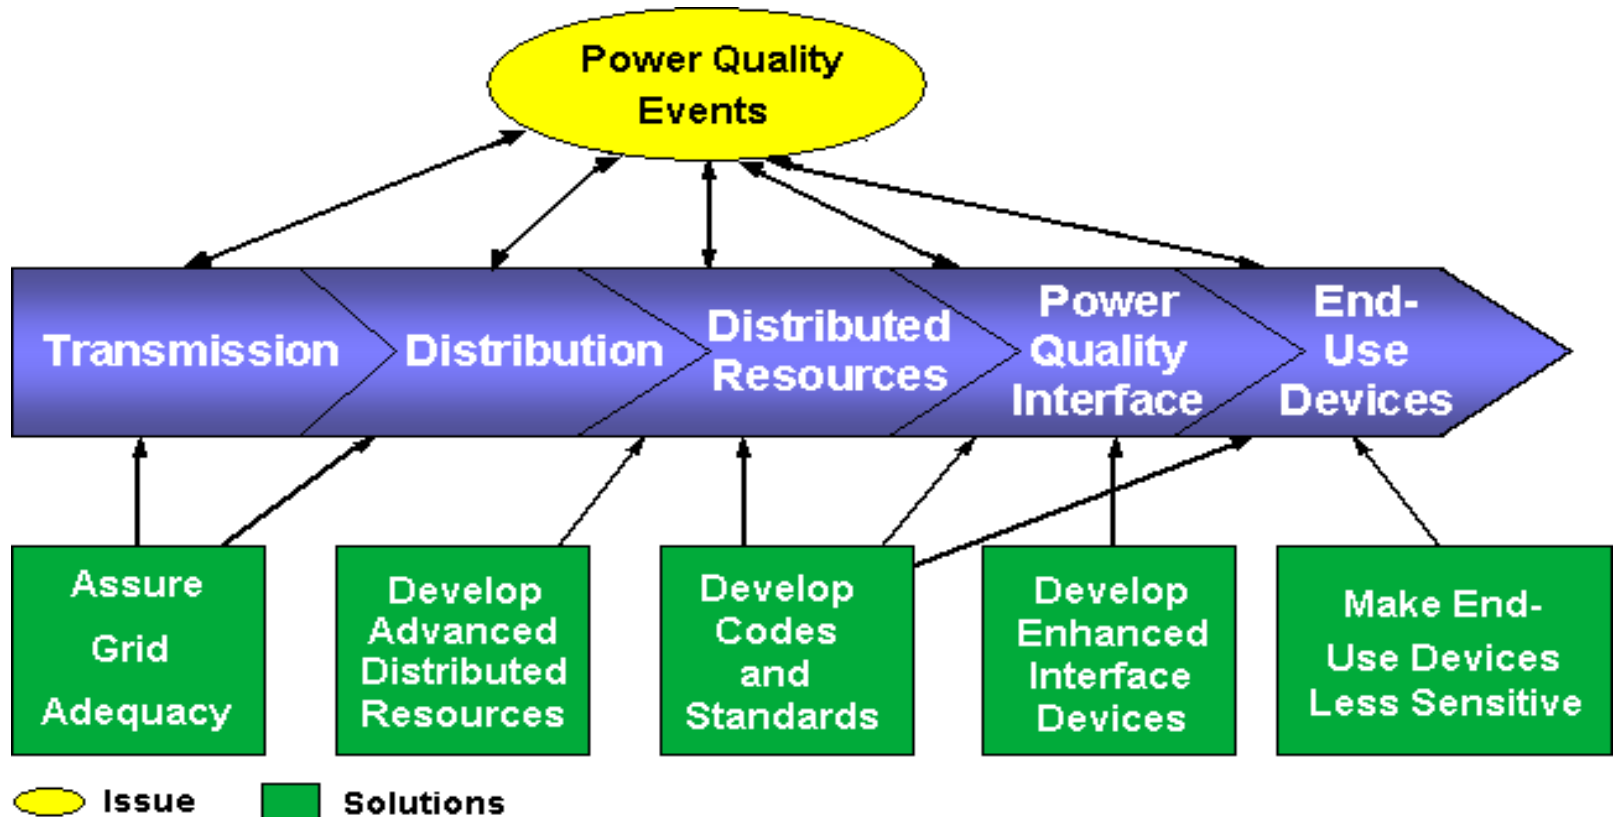 Power Quality
Events
Transmission
Distribution
Distributed
Resources
Power
Quality
Interface
End-
Use
Devices
Assure
Grid
Adequacy
Develop
Advanced
Distributed
Resources
Develop
Codes
and
Standards
Develop
Enhanced
Interface
Devices
Make End-
Use Devices
Less Sensitive
Issue
Solutions